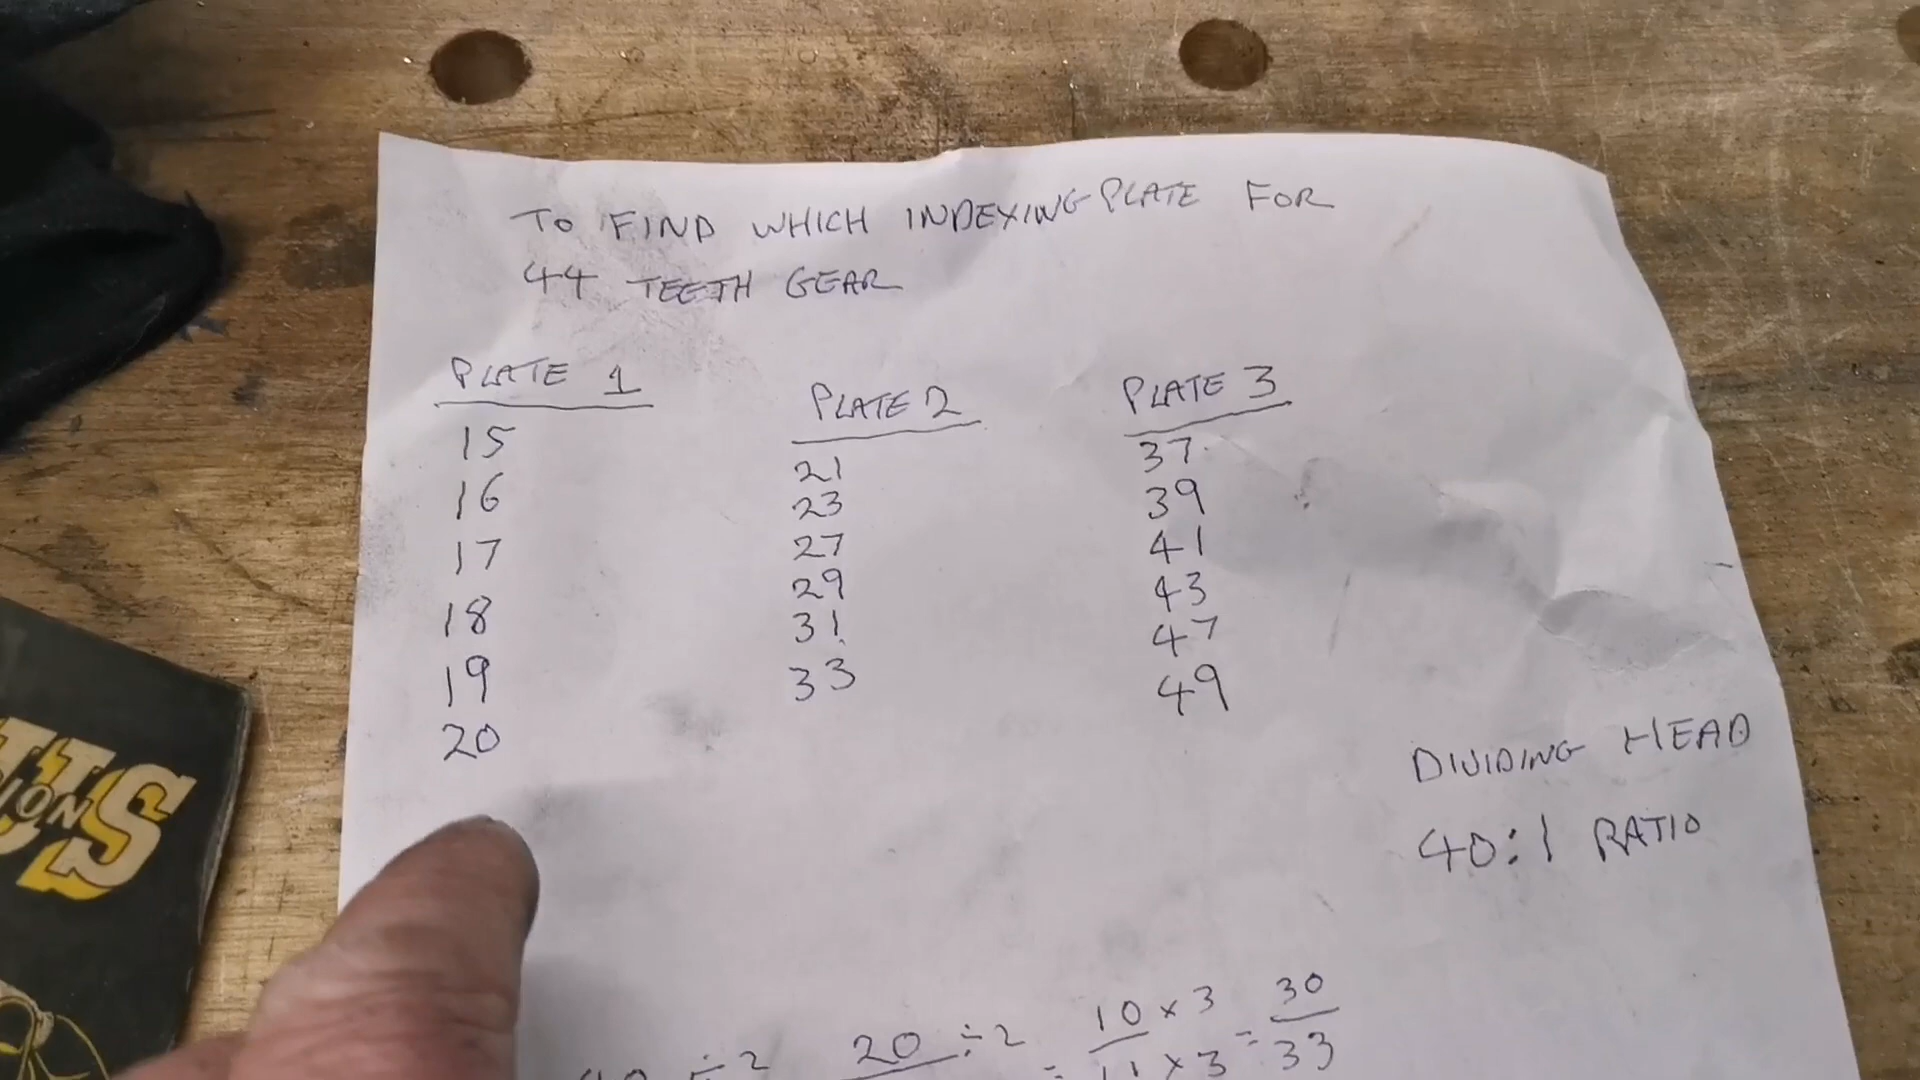 TO FIND WHICH INDEXING PLATE FOR
44 TEETH GEAR
PLATE 1
15
16
17
18
19
20
PLATE 2
21
23
27
29
31
33
PLATE 3
37
39
41
43
47
49
DIVIDING HEAD
40:1 RATIO
÷2 20 ÷2 = 10 x 3 = 30
11 x 3 33
ION